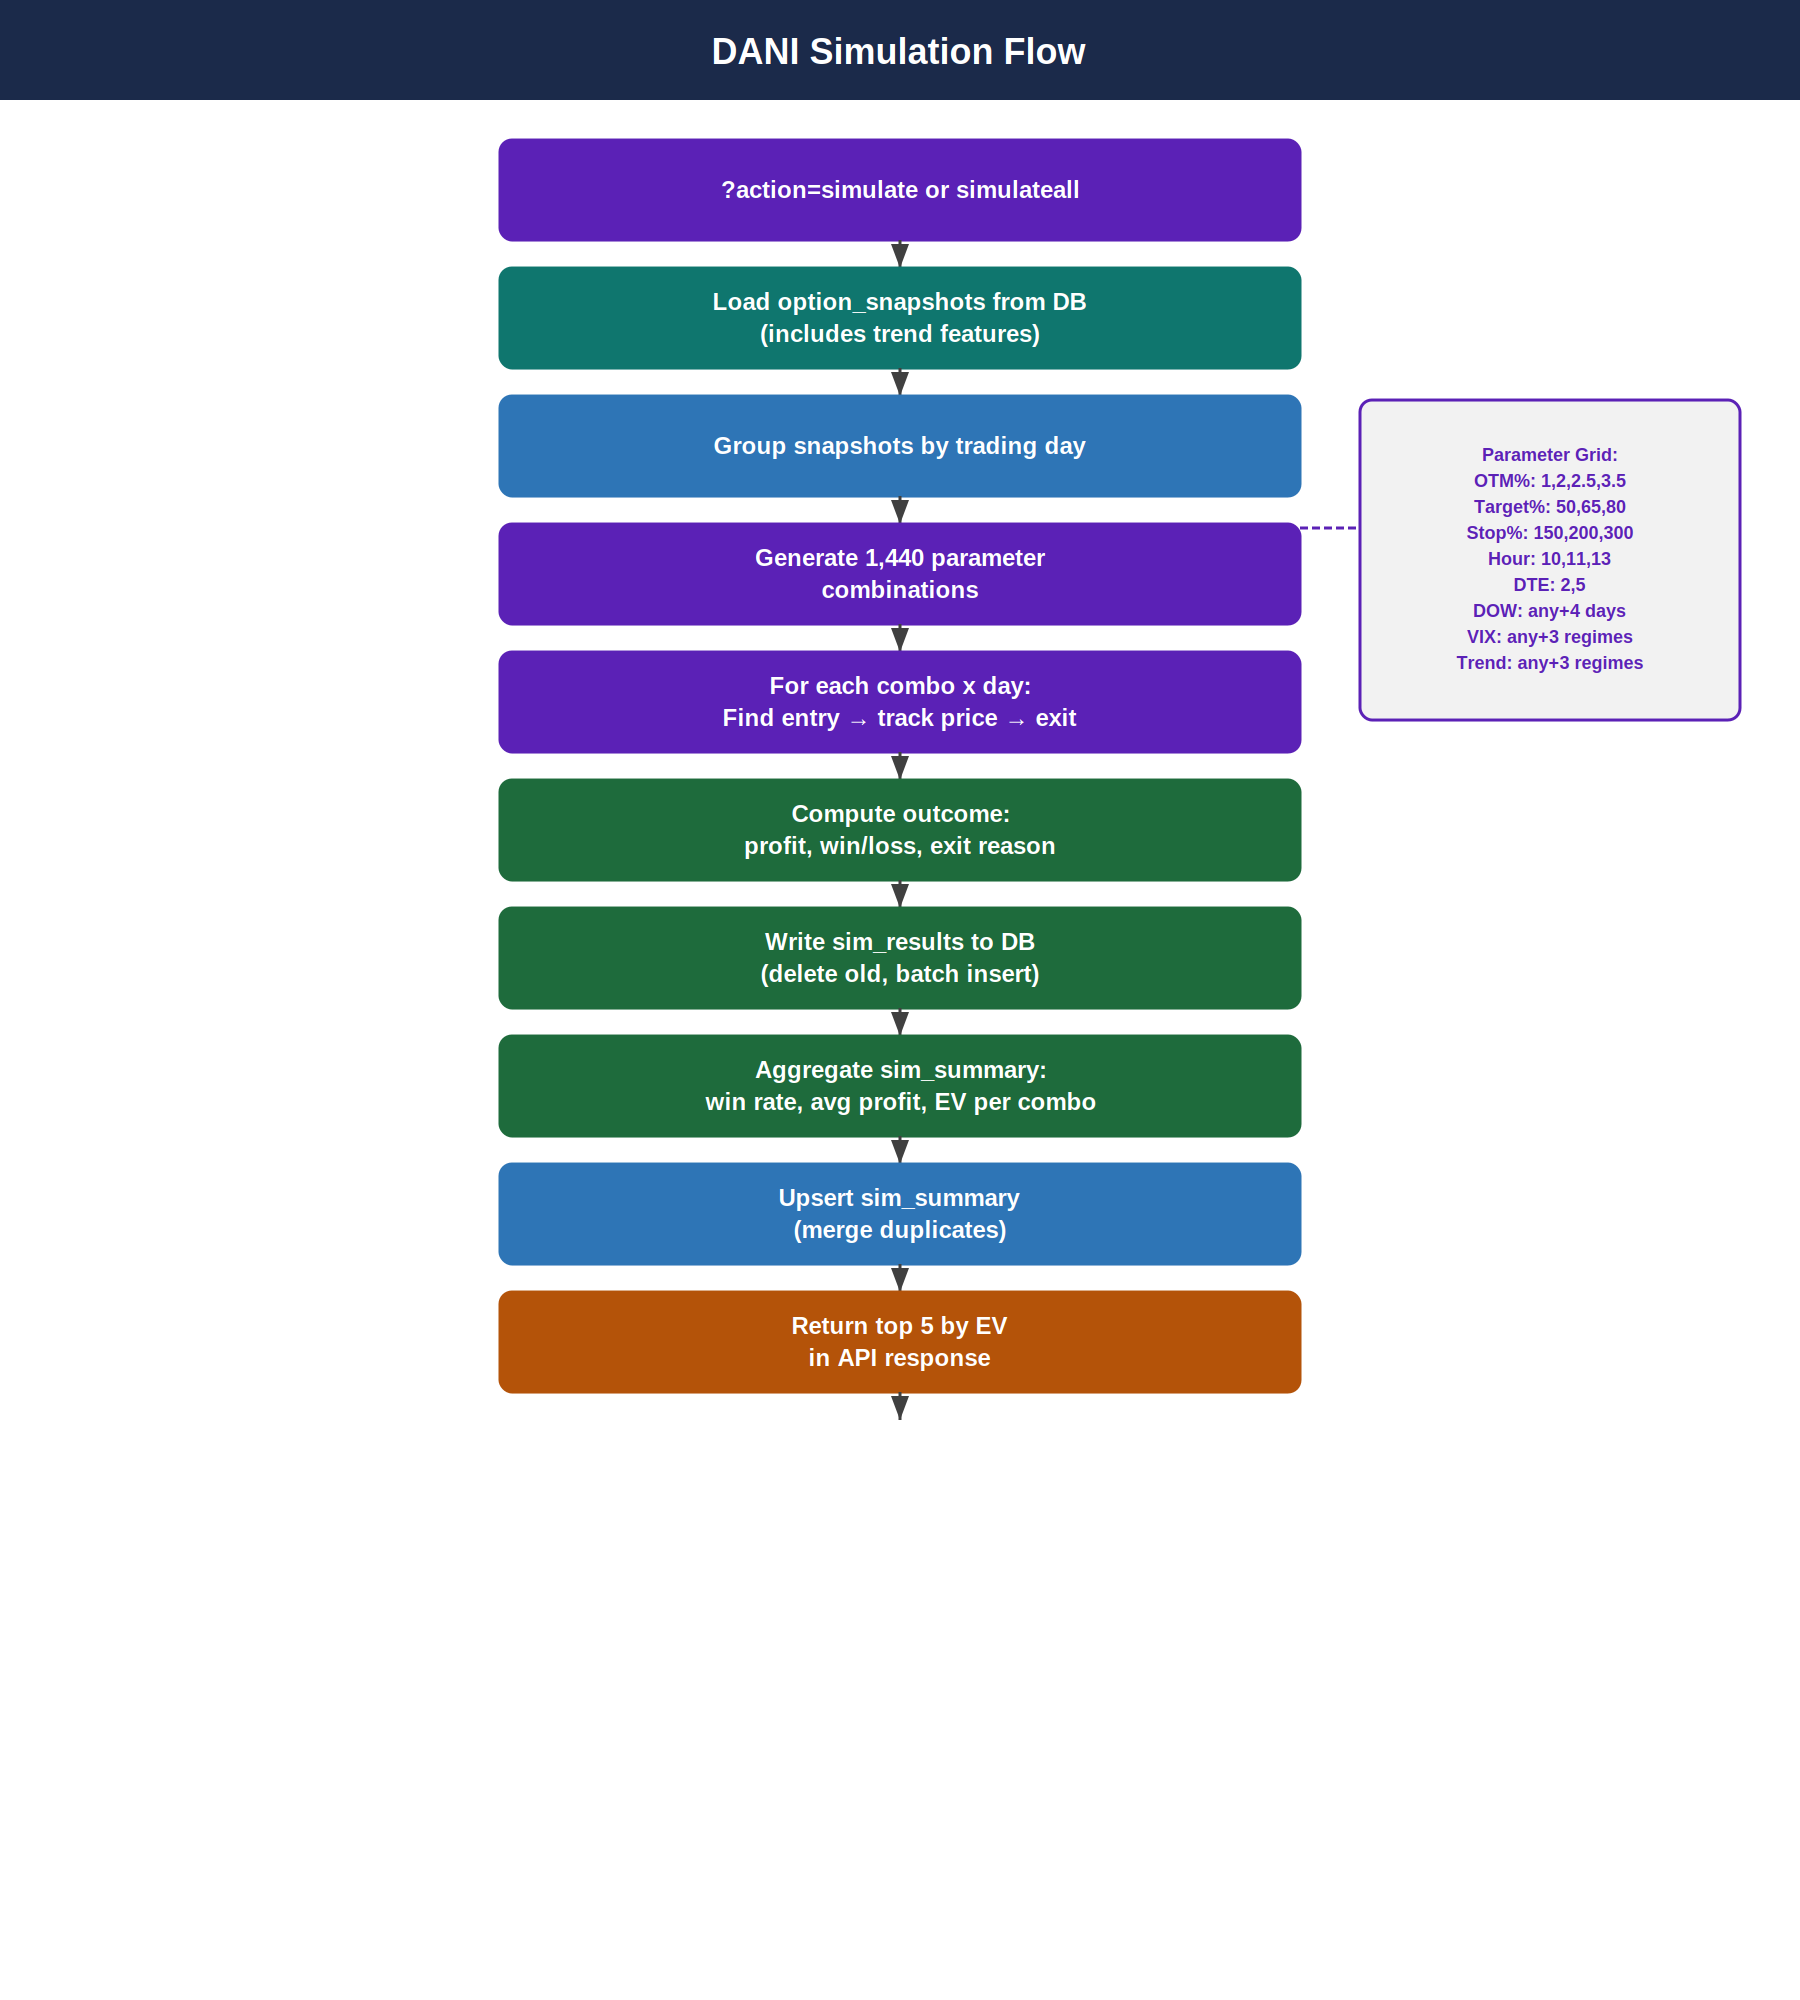 DANI Simulation Flow
?action=simulate or simulateall
Load option_snapshots from DB
(includes trend features)
Group snapshots by trading day
Generate 1,440 parameter
combinations
For each combo x day:
Find entry → track price → exit
Compute outcome:
profit, win/loss, exit reason
Write sim_results to DB
(delete old, batch insert)
Aggregate sim_summary:
win rate, avg profit, EV per combo
Upsert sim_summary
(merge duplicates)
Return top 5 by EV
in API response
Parameter Grid:
OTM%: 1,2,2.5,3.5
Target%: 50,65,80
Stop%: 150,200,300
Hour: 10,11,13
DTE: 2,5
DOW: any+4 days
VIX: any+3 regimes
Trend: any+3 regimes